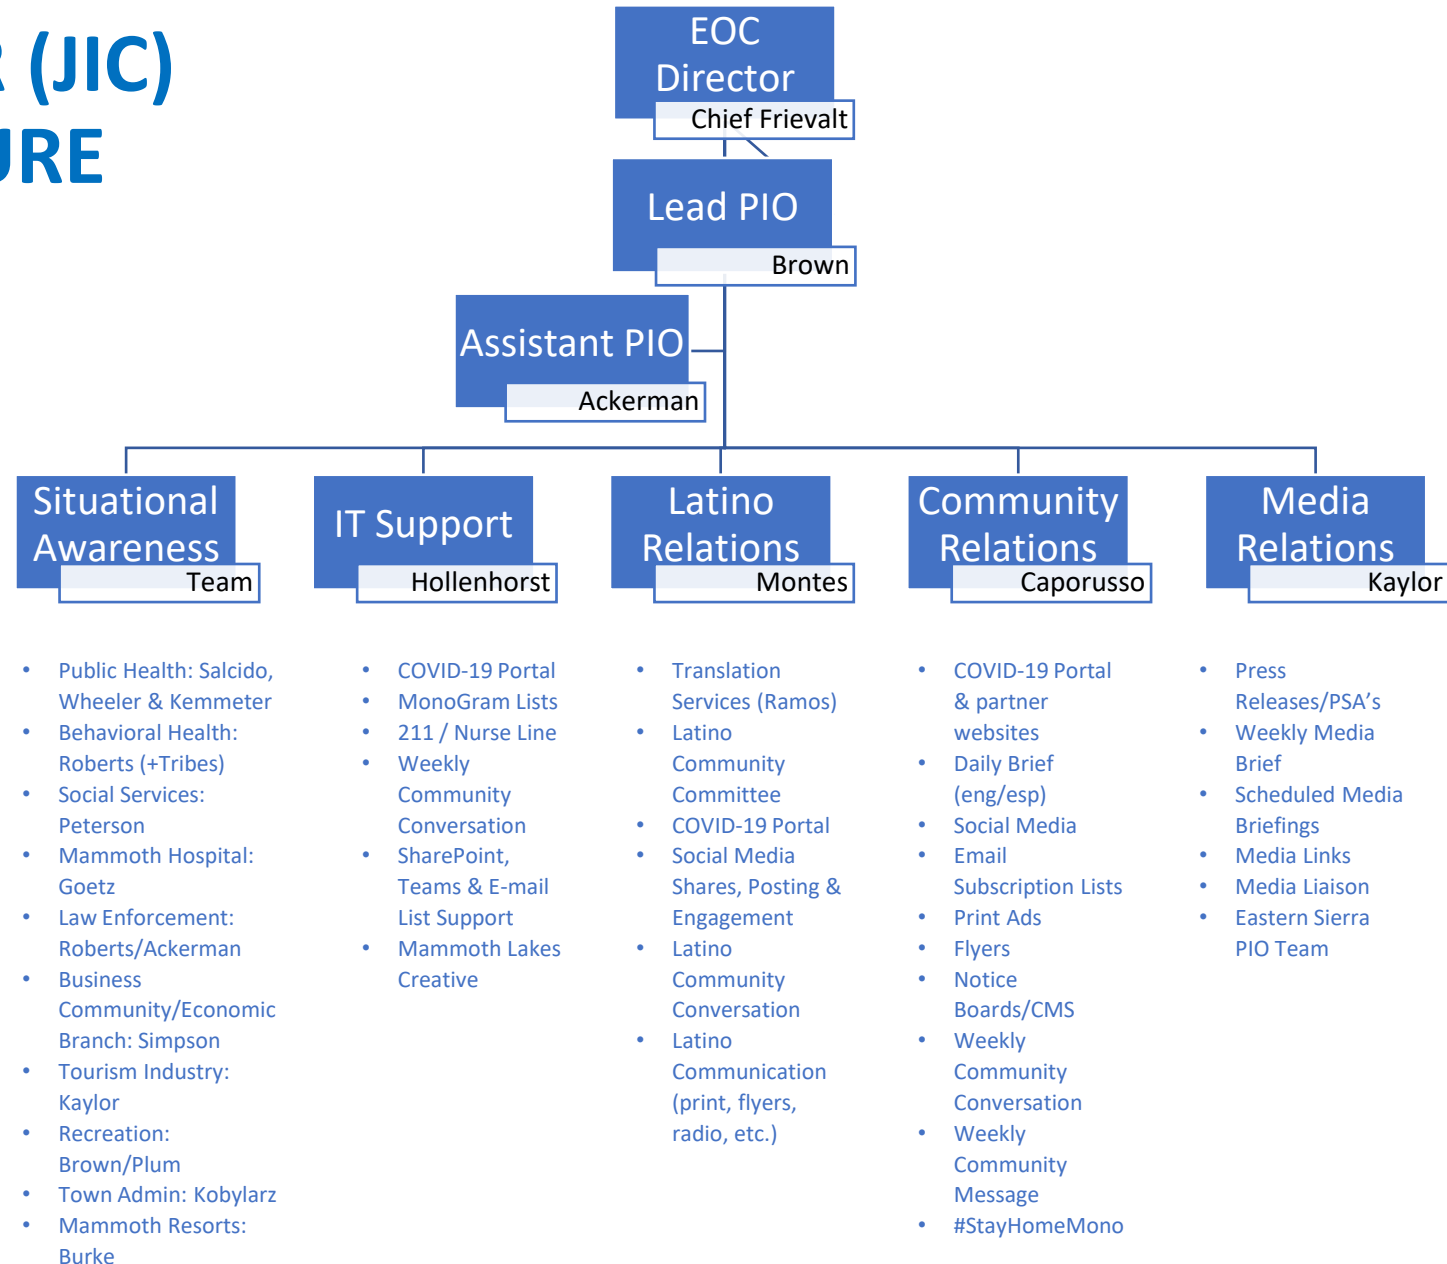 R (JIC)
URE
EOC
Director
Chief Frievalt
Lead PIO
Brown
Assistant PIO
Ackerman
Situational
Awareness
Team
IT Support
Hollenhorst
Latino
Relations
Montes
Community
Relations
Caporusso
Media
Relations
Kaylor
• Public Health: Salcido,
Wheeler & Kemmeter
• Behavioral Health:
Roberts (+Tribes)
• Social Services:
Peterson
• Mammoth Hospital:
Goetz
• Law Enforcement:
Roberts/Ackerman
• Business
Community/Economic
Branch: Simpson
• Tourism Industry:
Kaylor
• Recreation:
Brown/Plum
• Town Admin: Kobylarz
• Mammoth Resorts:
Burke
• COVID-19 Portal
• MonoGram Lists
• 211 / Nurse Line
• Weekly
Community
Conversation
• SharePoint,
Teams & E-mail
List Support
• Mammoth Lakes
Creative
• Translation
Services (Ramos)
• Latino
Community
Committee
• COVID-19 Portal
• Social Media
Shares, Posting &
Engagement
• Latino
Community
Conversation
• Latino
Communication
(print, flyers,
radio, etc.)
• COVID-19 Portal
& partner
websites
• Daily Brief
(eng/esp)
• Social Media
• Email
Subscription Lists
• Print Ads
• Flyers
• Notice
Boards/CMS
• Weekly
Community
Conversation
• Weekly
Community
Message
• #StayHomeMono
• Press
Releases/PSA’s
• Weekly Media
Brief
• Scheduled Media
Briefings
• Media Links
• Media Liaison
• Eastern Sierra
PIO Team